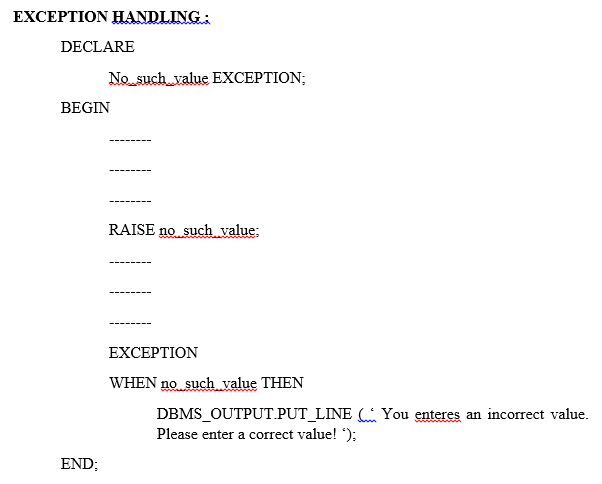 EXCEPTION HANDLING :
DECLARE
No_such_value EXCEPTION;
BEGIN
--------
--------
--------
RAISE no_such_value;
--------
--------
--------
EXCEPTION
WHEN no_such_value THEN
DBMS_OUTPUT.PUT_LINE ( ‘ You enteres an incorrect value.
Please enter a correct value! ‘);
END;